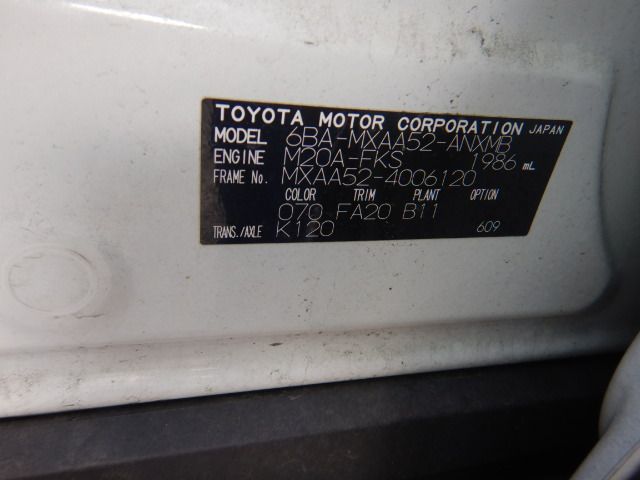 TOYOTA MOTOR CORPORATION JAPAN
MODEL 6BA-MXAA52-ANXMB
ENGINE M20A-FKS 1986 mL
FRAME No. MXAA52-4006120
COLOR TRIM PLANT OPTION
070 FA20 B11
TRANS./AXLE K120 609